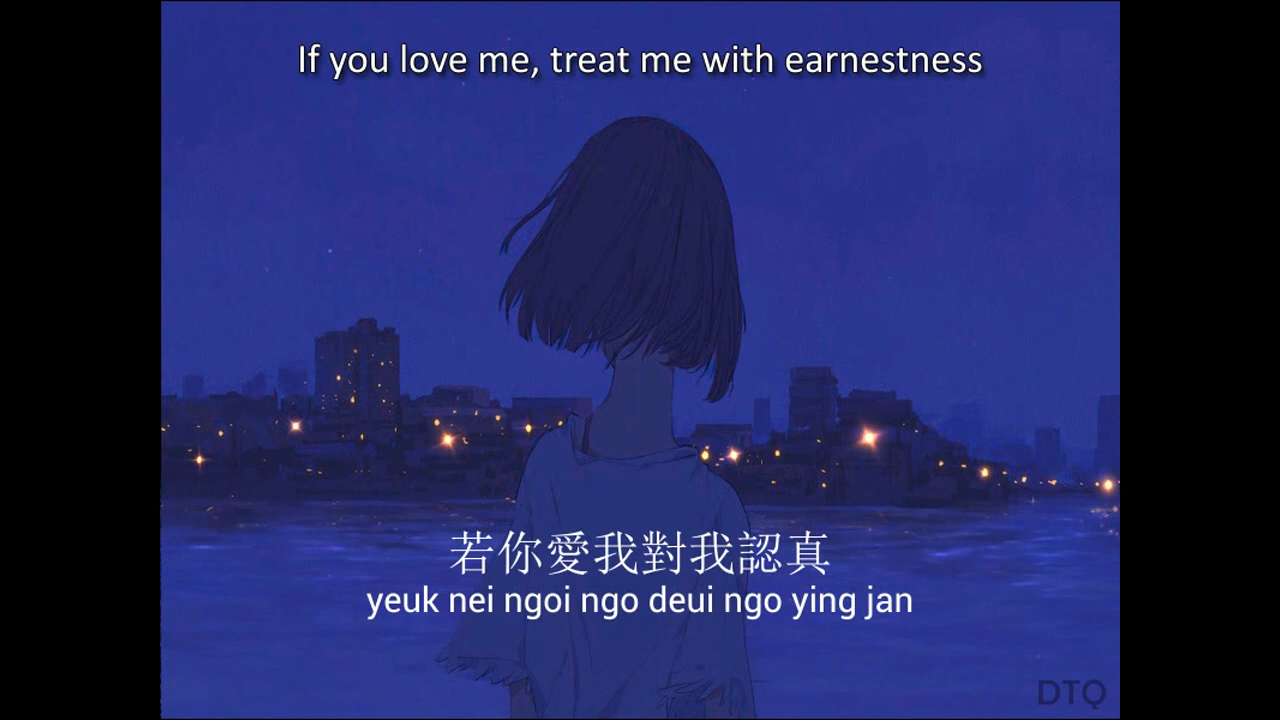 If you love me, treat me with earnestness
若你愛我對我認真
yeuk nei ngoi ngo deui ngo ying jan
DTQ